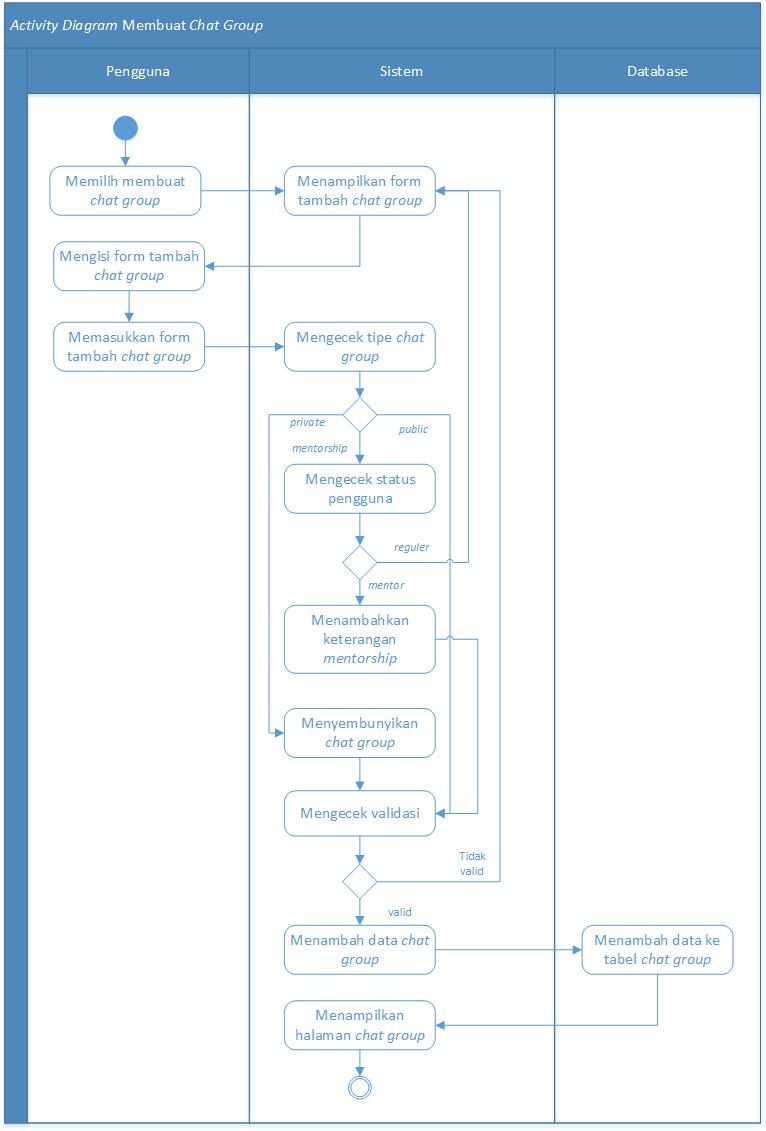 Activity Diagram Membuat Chat Group
Pengguna
Sistem
Database
Memilih membuat
chat group
Menampilkan form
tambah chat group
Mengisi form tambah
chat group
Memasukkan form
tambah chat group
Mengecek tipe chat
group
private
public
mentorship
Mengecek status
pengguna
reguler
mentor
Menambahkan
keterangan
mentorship
Menyembunyikan
chat group
Mengecek validasi
Tidak
valid
valid
Menambah data chat
group
Menambah data ke
tabel chat group
Menampilkan
halaman chat group